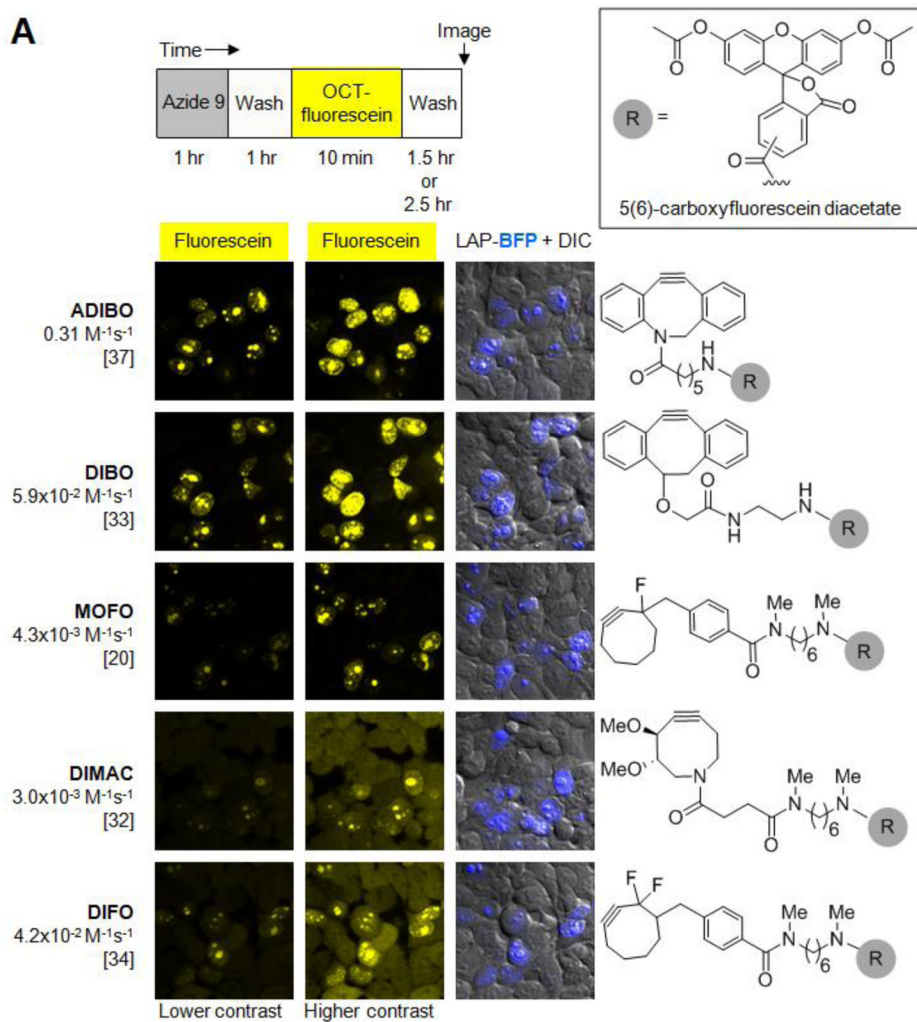 A
Time
Image
Azide 9
Wash
OCT-
fluorescein
Wash
1 hr
1 hr
10 min
1.5 hr
or
2.5 hr
R =
O
O
O
O
O
O
O
O
5(6)-carboxyfluorescein diacetate
Fluorescein
Fluorescein
LAP-BFP + DIC
ADIBO
0.31 M⁻¹s⁻¹
[37]
N
O
5
H
N
R
DIBO
5.9x10⁻² M⁻¹s⁻¹
[33]
O
O
N
H
H
N
R
MOFO
4.3x10⁻³ M⁻¹s⁻¹
[20]
F
O
Me
N
6
Me
N
R
DIMAC
3.0x10⁻³ M⁻¹s⁻¹
[32]
MeO
MeO
N
O
O
Me
N
6
Me
N
R
DIFO
4.2x10⁻² M⁻¹s⁻¹
[34]
F
F
O
Me
N
6
Me
N
R
Lower contrast
Higher contrast